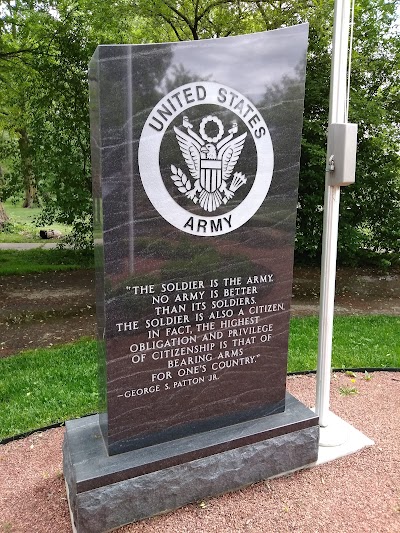 UNITED STATES
ARMY
"THE SOLDIER IS THE ARMY.
NO ARMY IS BETTER
THAN ITS SOLDIERS.
THE SOLDIER IS ALSO A CITIZEN.
IN FACT, THE HIGHEST
OBLIGATION AND PRIVILEGE
OF CITIZENSHIP IS THAT OF
BEARING ARMS
FOR ONE'S COUNTRY."
—GEORGE S. PATTON JR.